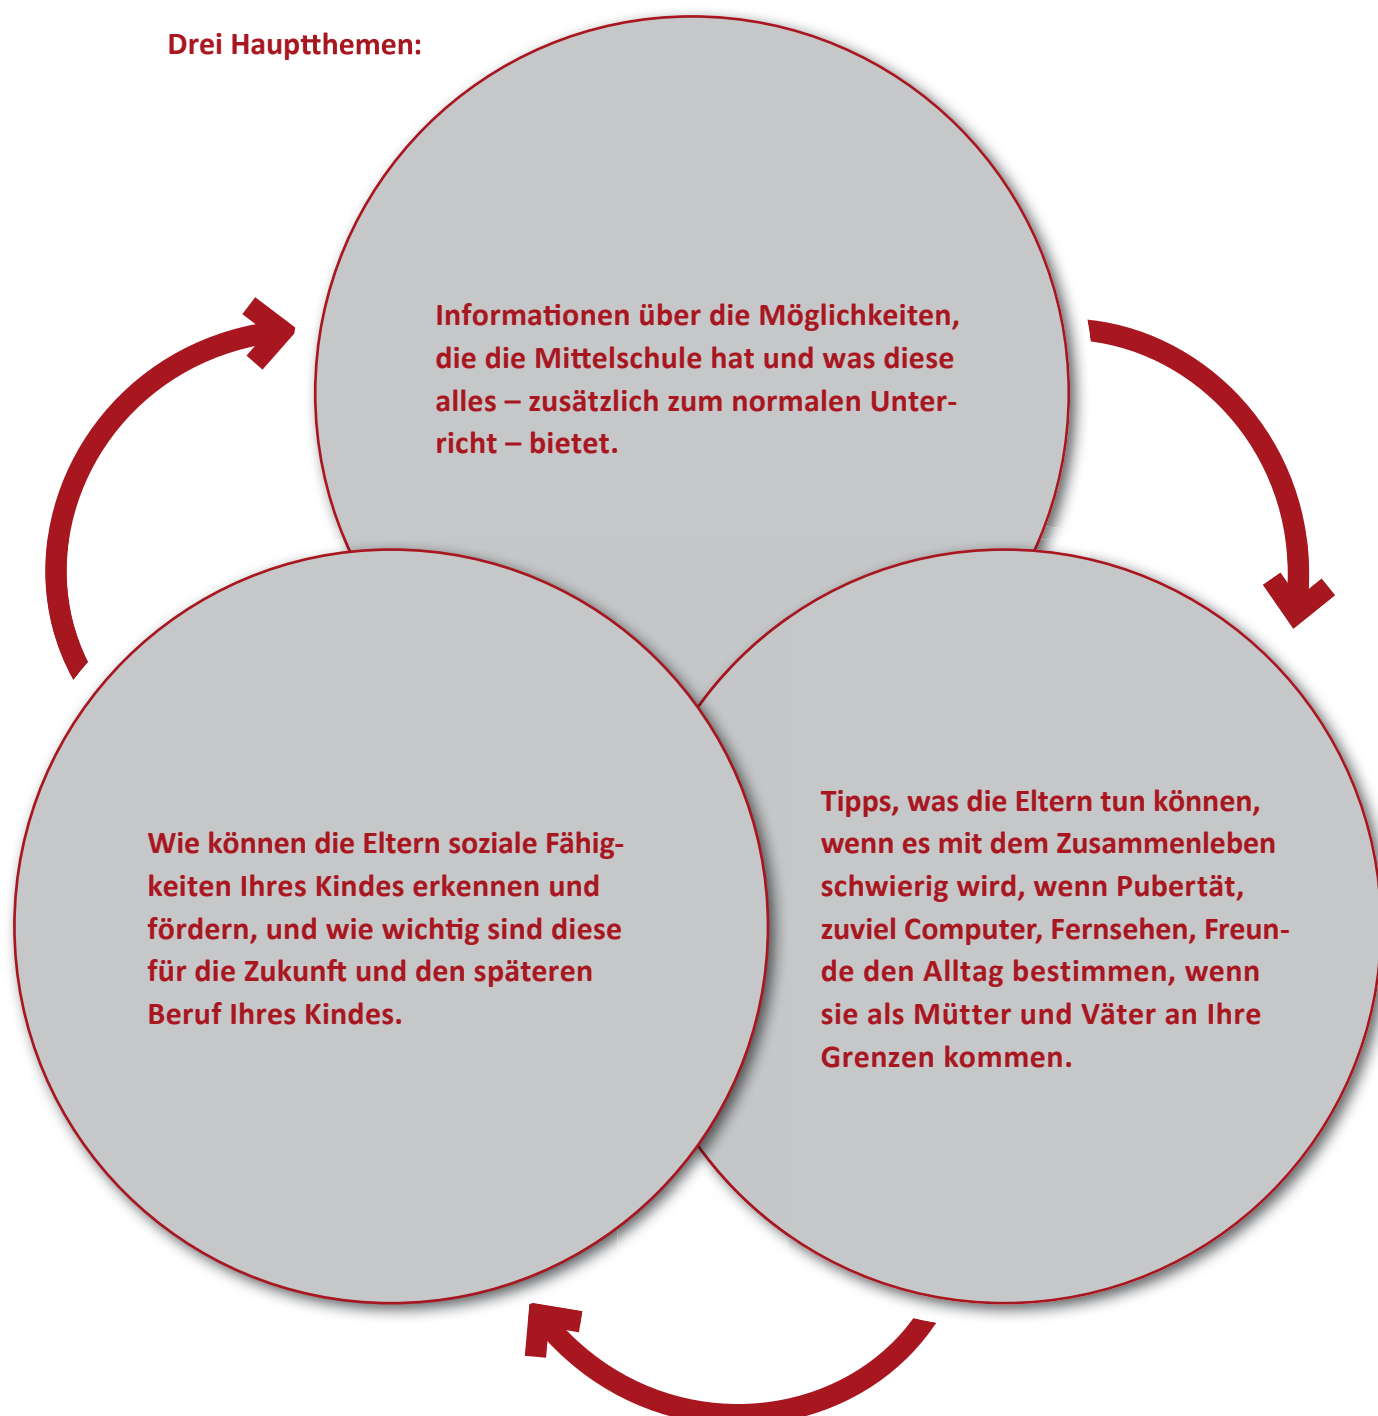 Drei Hauptthemen:
Informationen über die Möglichkeiten,
die die Mittelschule hat und was diese
alles – zusätzlich zum normalen Unter-
richt – bietet.
Wie können die Eltern soziale Fähig-
keiten Ihres Kindes erkennen und
fördern, und wie wichtig sind diese
für die Zukunft und den späteren
Beruf Ihres Kindes.
Tipps, was die Eltern tun können,
wenn es mit dem Zusammenleben
schwierig wird, wenn Pubertät,
zuviel Computer, Fernsehen, Freun-
de den Alltag bestimmen, wenn
sie als Mütter und Väter an Ihre
Grenzen kommen.